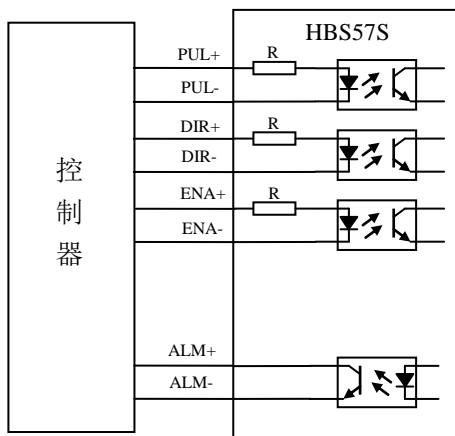 HBS57S
PUL+
R
PUL-
DIR+
R
DIR-
ENA+
R
ENA-
控
制
器
ALM+
ALM-